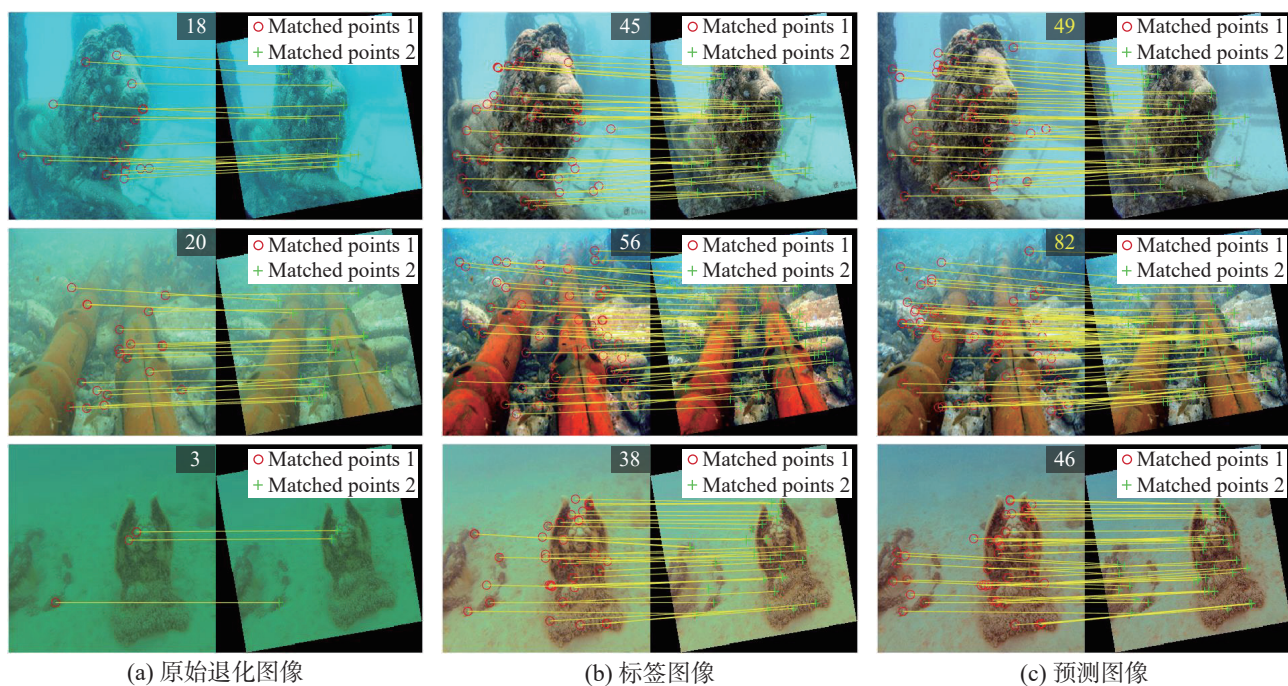 18
Matched points 1
Matched points 2
45
Matched points 1
Matched points 2
49
Matched points 1
Matched points 2
20
Matched points 1
Matched points 2
56
Matched points 1
Matched points 2
82
Matched points 1
Matched points 2
3
Matched points 1
Matched points 2
38
Matched points 1
Matched points 2
46
Matched points 1
Matched points 2
(a) 原始退化图像
(b) 标签图像
(c) 预测图像